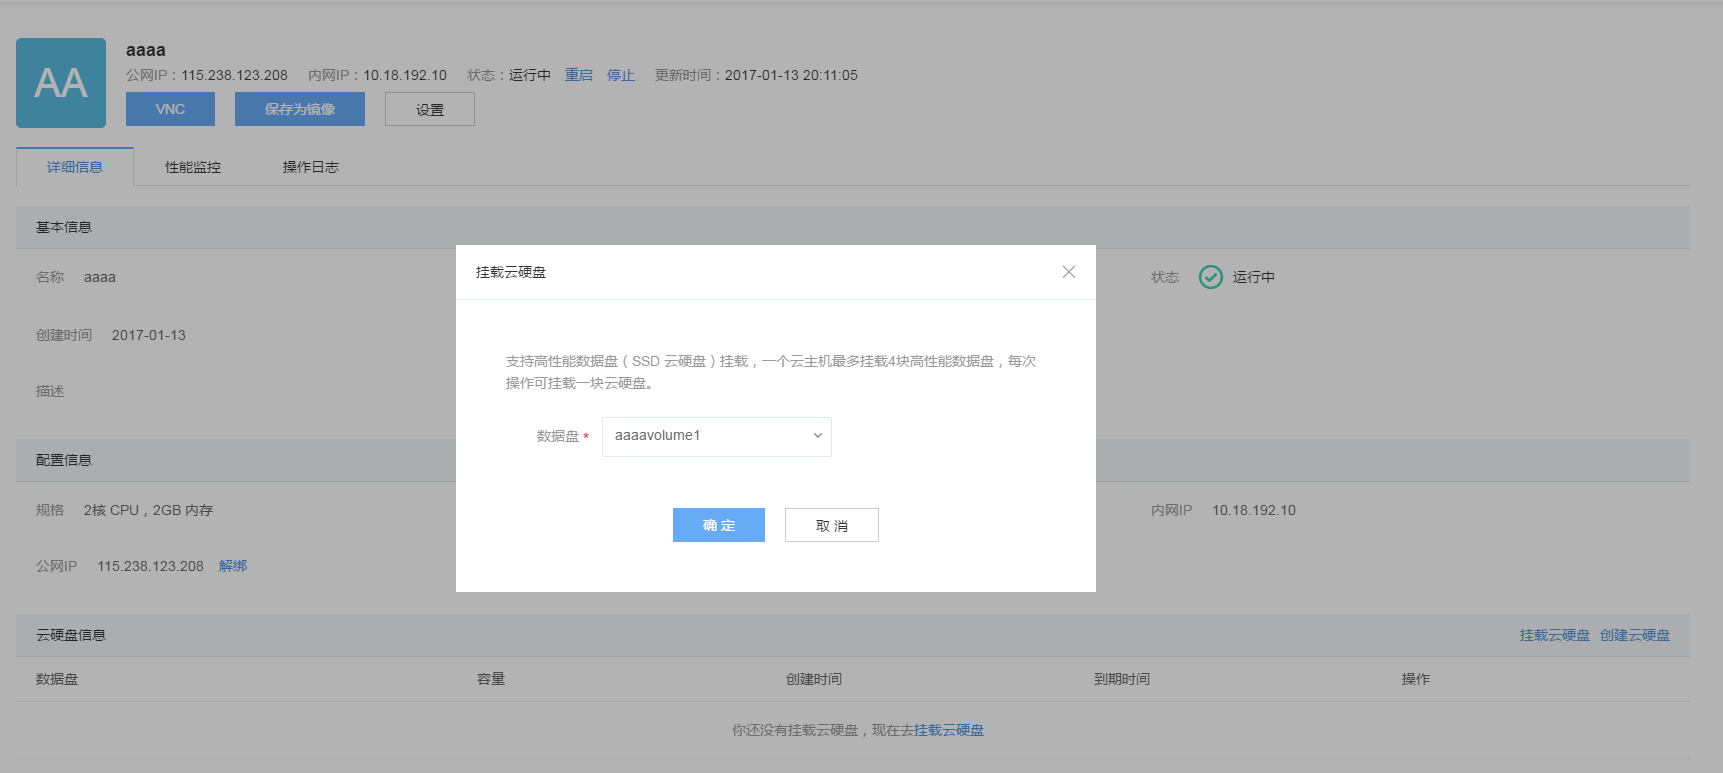 AA
aaaa
公网IP：115.238.123.208 内网IP：10.18.192.10 状态：运行中 重启 停止 更新时间：2017-01-13 20:11:05
VNC 保存为镜像 设置
详细信息 性能监控 操作日志
基本信息
名称 aaaa
状态 运行中
创建时间 2017-01-13
描述
挂载云硬盘
支持高性能数据盘（SSD 云硬盘）挂载，一个云主机最多挂载4块高性能数据盘，每次
操作可挂载一块云硬盘。
数据盘 * aaaavolume1
确 定 取 消
配置信息
规格 2核 CPU，2GB 内存
内网IP 10.18.192.10
公网IP 115.238.123.208 解绑
云硬盘信息 挂载云硬盘 创建云硬盘
数据盘 容量 创建时间 到期时间 操作
你还没有挂载云硬盘，现在去挂载云硬盘